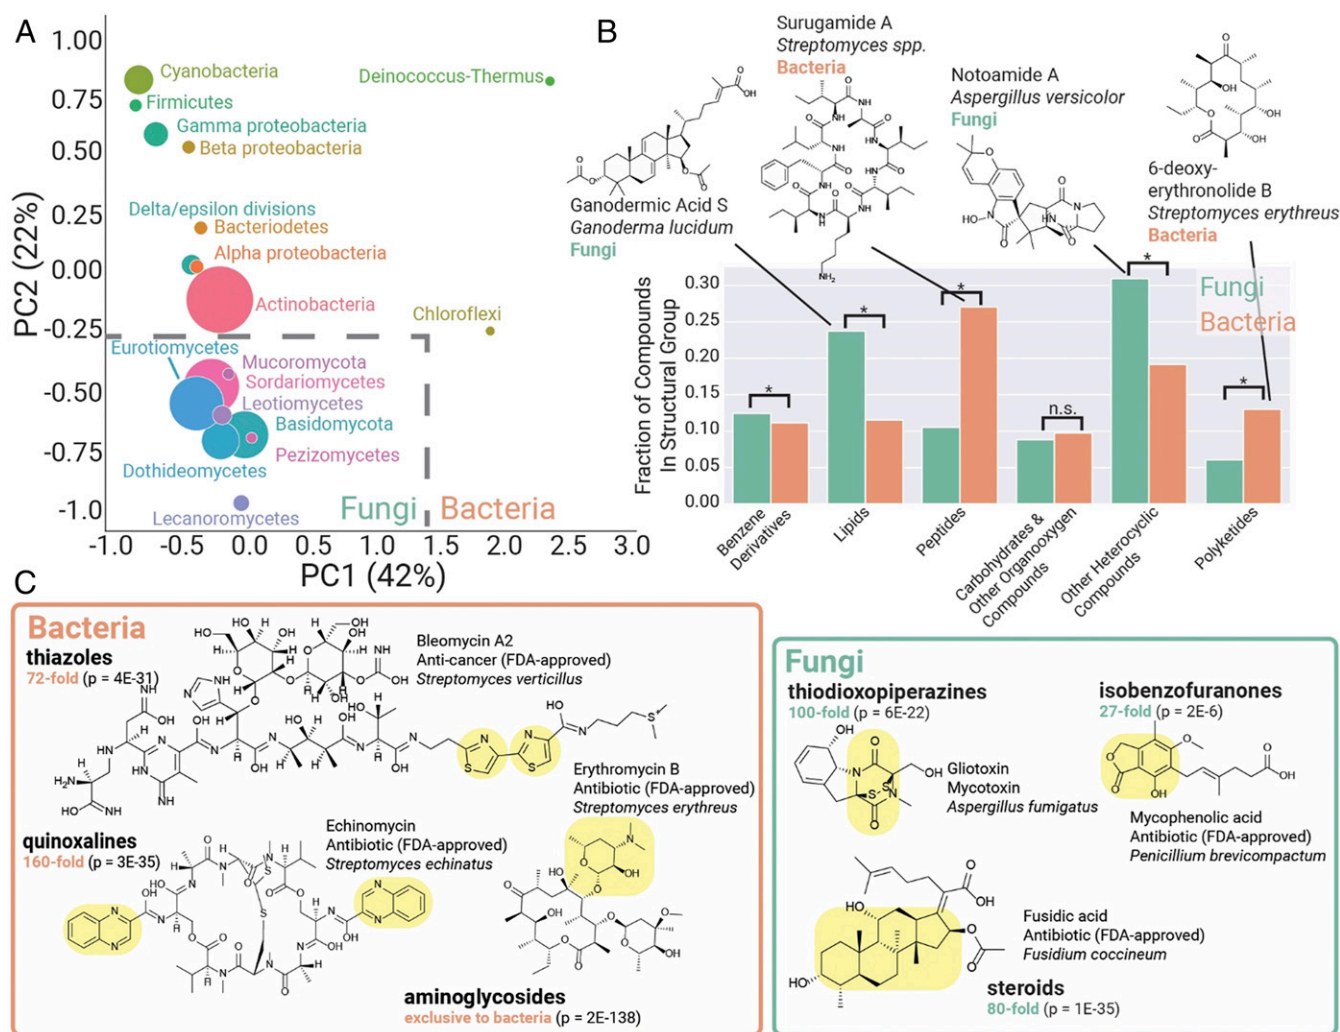 A
1.00
0.75
0.50
0.25
0.00
-0.25
-0.50
-0.75
-1.0
PC2 (22%)
Cyanobacteria
Deinococcus-Thermus
Firmicutes
Gamma proteobacteria
Beta proteobacteria
Delta/epsilon divisions
Bacteriodetes
Alpha proteobacteria
Actinobacteria
Chloroflexi
Eurotiomycetes
Mucoromycota
Sordariomycetes
Leotiomycetes
Basidomycota
Pezizomycetes
Dothideomycetes
Lecanoromycetes
Fungi
Bacteria
-1.0 -0.5 0.0 0.5 1.0 1.5 2.0 2.5 3.0
PC1 (42%)
B
Surugamide A
Streptomyces spp.
Bacteria
Notoamide A
Aspergillus versicolor
Fungi
6-deoxy-
erythronolide B
Streptomyces erythreus
Bacteria
Ganodermic Acid S
Ganoderma lucidum
Fungi
Fraction of Compounds
In Structural Group
0.30
0.25
0.20
0.15
0.10
0.05
0.00
Fungi
Bacteria
*
*
*
n.s.
*
*
Benzene
Derivatives
Lipids
Peptides
Carbohydrates &
Other Organooxygen
Compounds
Other Heterocyclic
Compounds
Polyketides
C
Bacteria
thiazoles
72-fold (p = 4E-31)
Bleomycin A2
Anti-cancer (FDA-approved)
Streptomyces verticillus
Erythromycin B
Antibiotic (FDA-approved)
Streptomyces erythreus
quinoxalines
160-fold (p = 3E-35)
Echinomycin
Antibiotic (FDA-approved)
Streptomyces echinatus
aminoglycosides
exclusive to bacteria (p = 2E-138)
Fungi
thiodioxopiperazines
100-fold (p = 6E-22)
Gliotoxin
Mycotoxin
Aspergillus fumigatus
isobenzofuranones
27-fold (p = 2E-6)
Mycophenolic acid
Antibiotic (FDA-approved)
Penicillium brevicompactum
Fusidic acid
Antibiotic (FDA-approved)
Fusidium coccineum
steroids
80-fold (p = 1E-35)